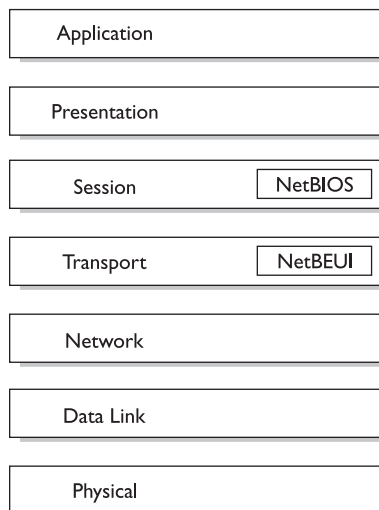 Application
Presentation
Session NetBIOS
Transport NetBEUI
Network
Data Link
Physical